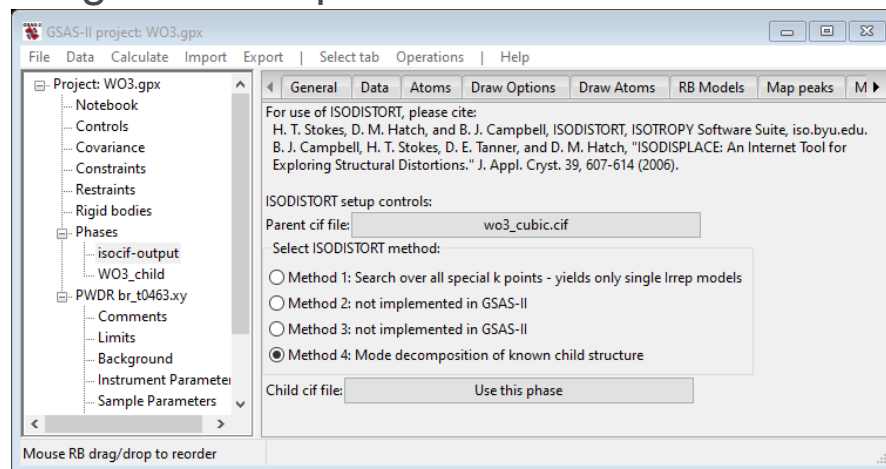 GSAS-II project: WO3.gpx
File Data Calculate Import Export | Select tab Operations | Help
Project: WO3.gpx
Notebook
Controls
Covariance
Constraints
Restraints
Rigid bodies
Phases
isocif-output
WO3_child
PWDR br_t0463.xy
Comments
Limits
Background
Instrument Parameter
Sample Parameters
General Data Atoms Draw Options Draw Atoms RB Models Map peaks M
For use of ISODISTORT, please cite:
H. T. Stokes, D. M. Hatch, and B. J. Campbell, ISODISTORT, ISOTROPY Software Suite, iso.byu.edu.
B. J. Campbell, H. T. Stokes, D. E. Tanner, and D. M. Hatch, "ISODISPLACE: An Internet Tool for
Exploring Structural Distortions." J. Appl. Cryst. 39, 607-614 (2006).
ISODISTORT setup controls:
Parent cif file: wo3_cubic.cif
Select ISODISTORT method:
Method 1: Search over all special k points - yields only single Irrep models
Method 2: not implemented in GSAS-II
Method 3: not implemented in GSAS-II
Method 4: Mode decomposition of known child structure
Child cif file: Use this phase
Mouse RB drag/drop to reorder